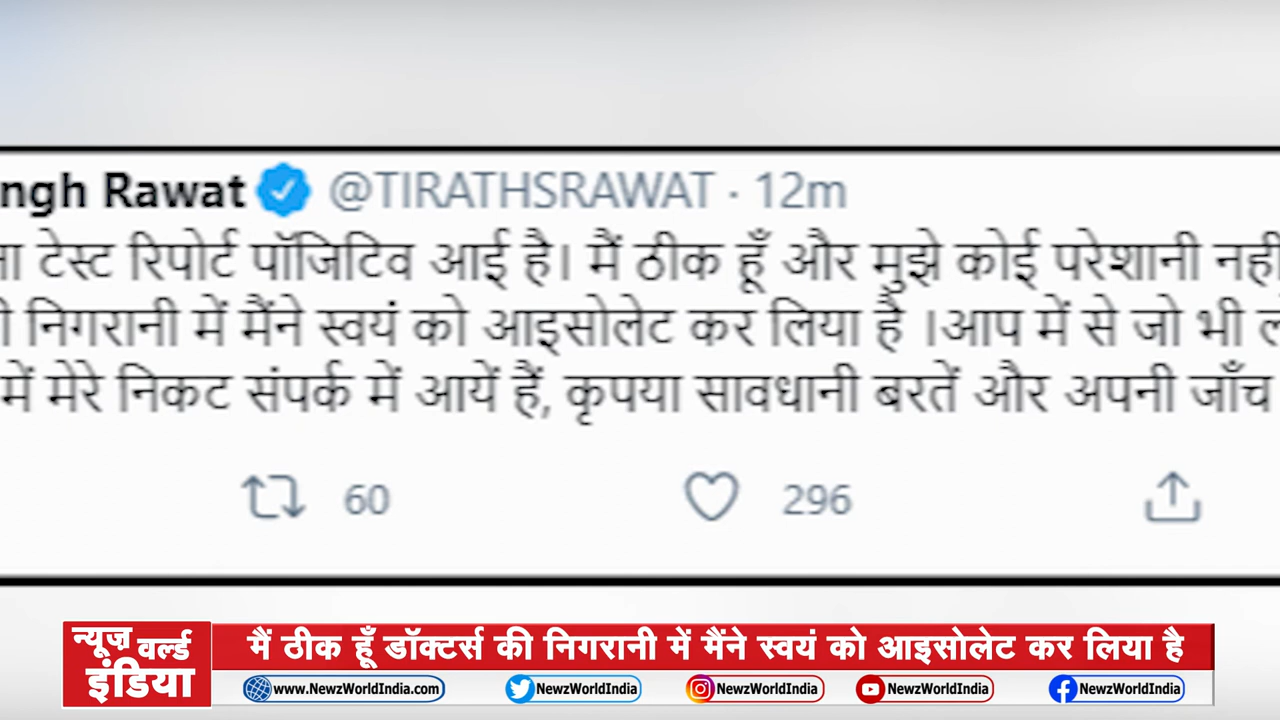 ngh Rawat @TIRATHSRAWAT · 12m
टेस्ट रिपोर्ट पॉजिटिव आई है। मैं ठीक हूँ और मुझे कोई परेशानी नहीं
निगरानी में मैंने स्वयं को आइसोलेट कर लिया है ।आप में से जो भी
में मेरे निकट संपर्क में आयें हैं, कृपया सावधानी बरतें और अपनी जाँच
60 296
न्यूज़ वर्ल्ड
इंडिया
मैं ठीक हूँ डॉक्टर्स की निगरानी में मैंने स्वयं को आइसोलेट कर लिया है
www.NewzWorldIndia.com NewzWorldIndia NewzWorldIndia NewzWorldIndia NewzWorldIndia